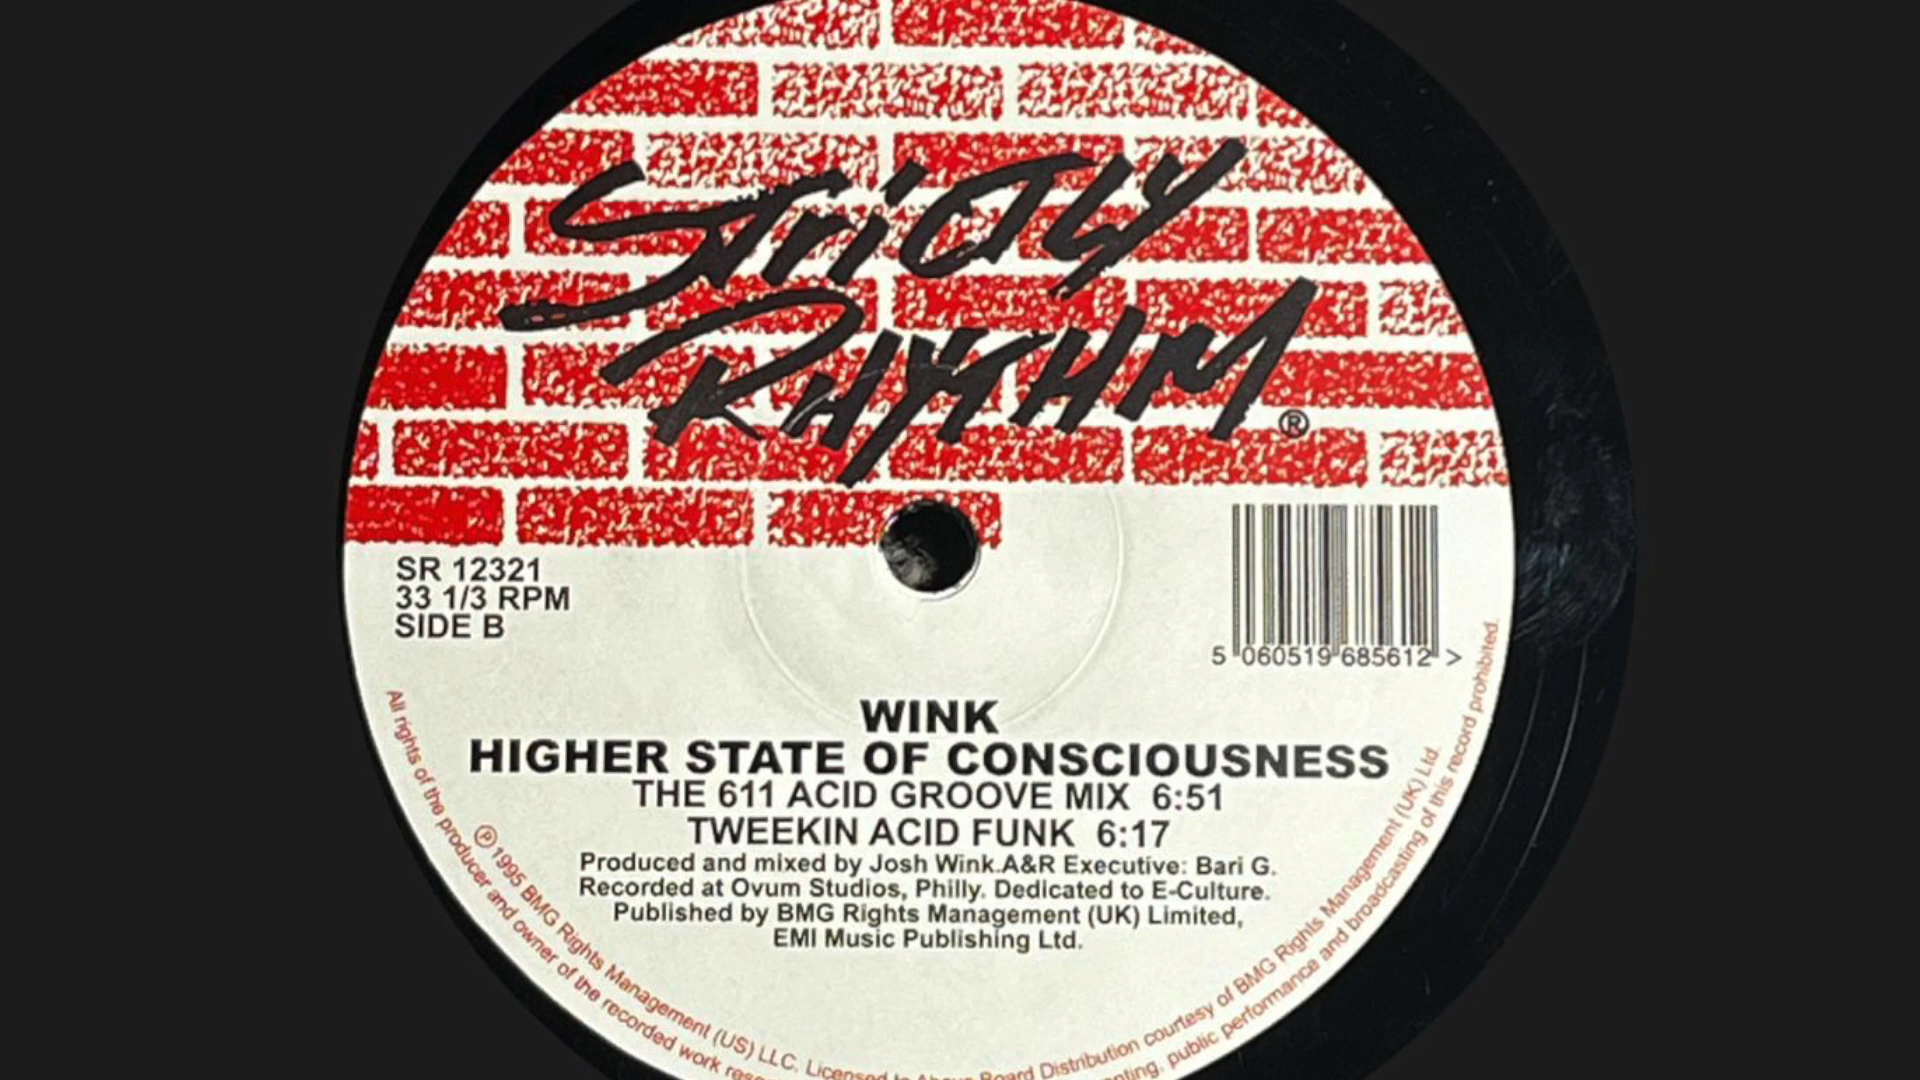 Strictly
Rhythm
®
SR 12321
33 1/3 RPM
SIDE B
5 060519 685612 >
WINK
HIGHER STATE OF CONSCIOUSNESS
THE 611 ACID GROOVE MIX 6:51
TWEEKIN ACID FUNK 6:17
Produced and mixed by Josh Wink.A&R Executive: Bari G.
Recorded at Ovum Studios, Philly. Dedicated to E-Culture.
Published by BMG Rights Management (UK) Limited,
EMI Music Publishing Ltd.
℗ 1995 BMG Rights Management (US) LLC. Licensed to Above Board Distribution courtesy of BMG Rights Management (UK) Ltd.
All rights of the producer and owner of the recorded work public performance and broadcasting of this record prohibited.